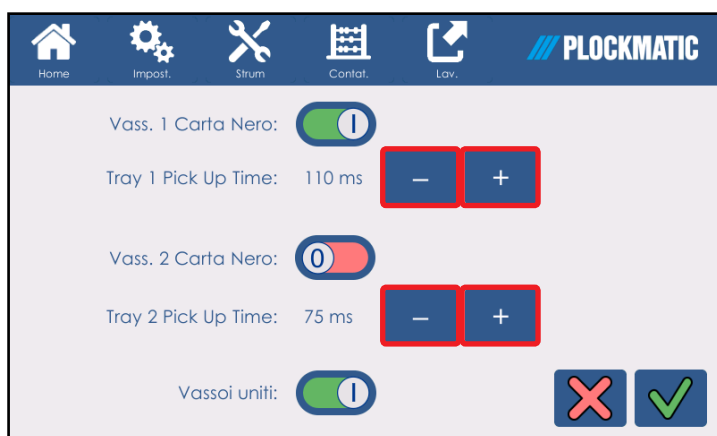 Home Impost. Strum Contat. Lav. PLOCKMATIC
Vass. 1 Carta Nero: I
Tray 1 Pick Up Time: 110 ms – +
Vass. 2 Carta Nero: 0
Tray 2 Pick Up Time: 75 ms – +
Vassoi uniti: I